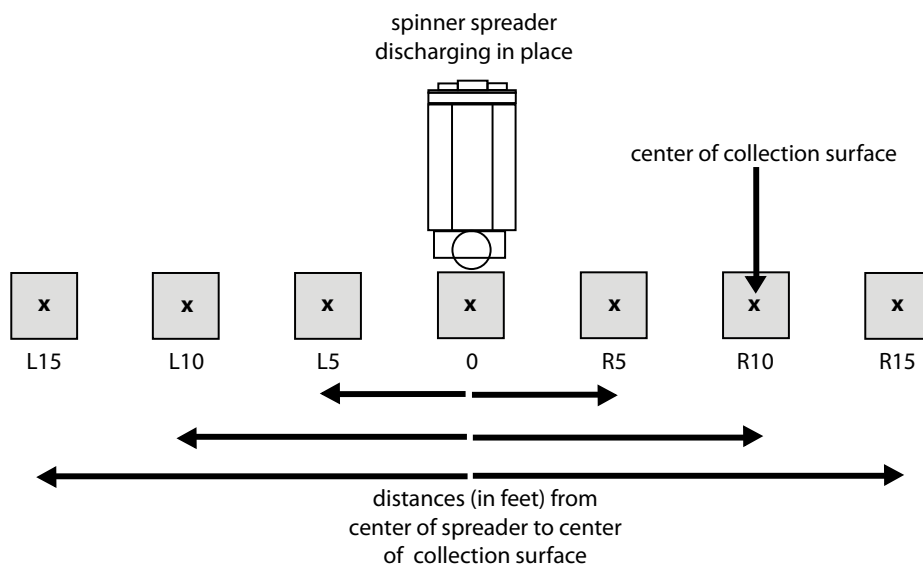 spinner spreader
discharging in place
center of collection surface
x x x x x x x
L15 L10 L5 0 R5 R10 R15
distances (in feet) from
center of spreader to center
of collection surface